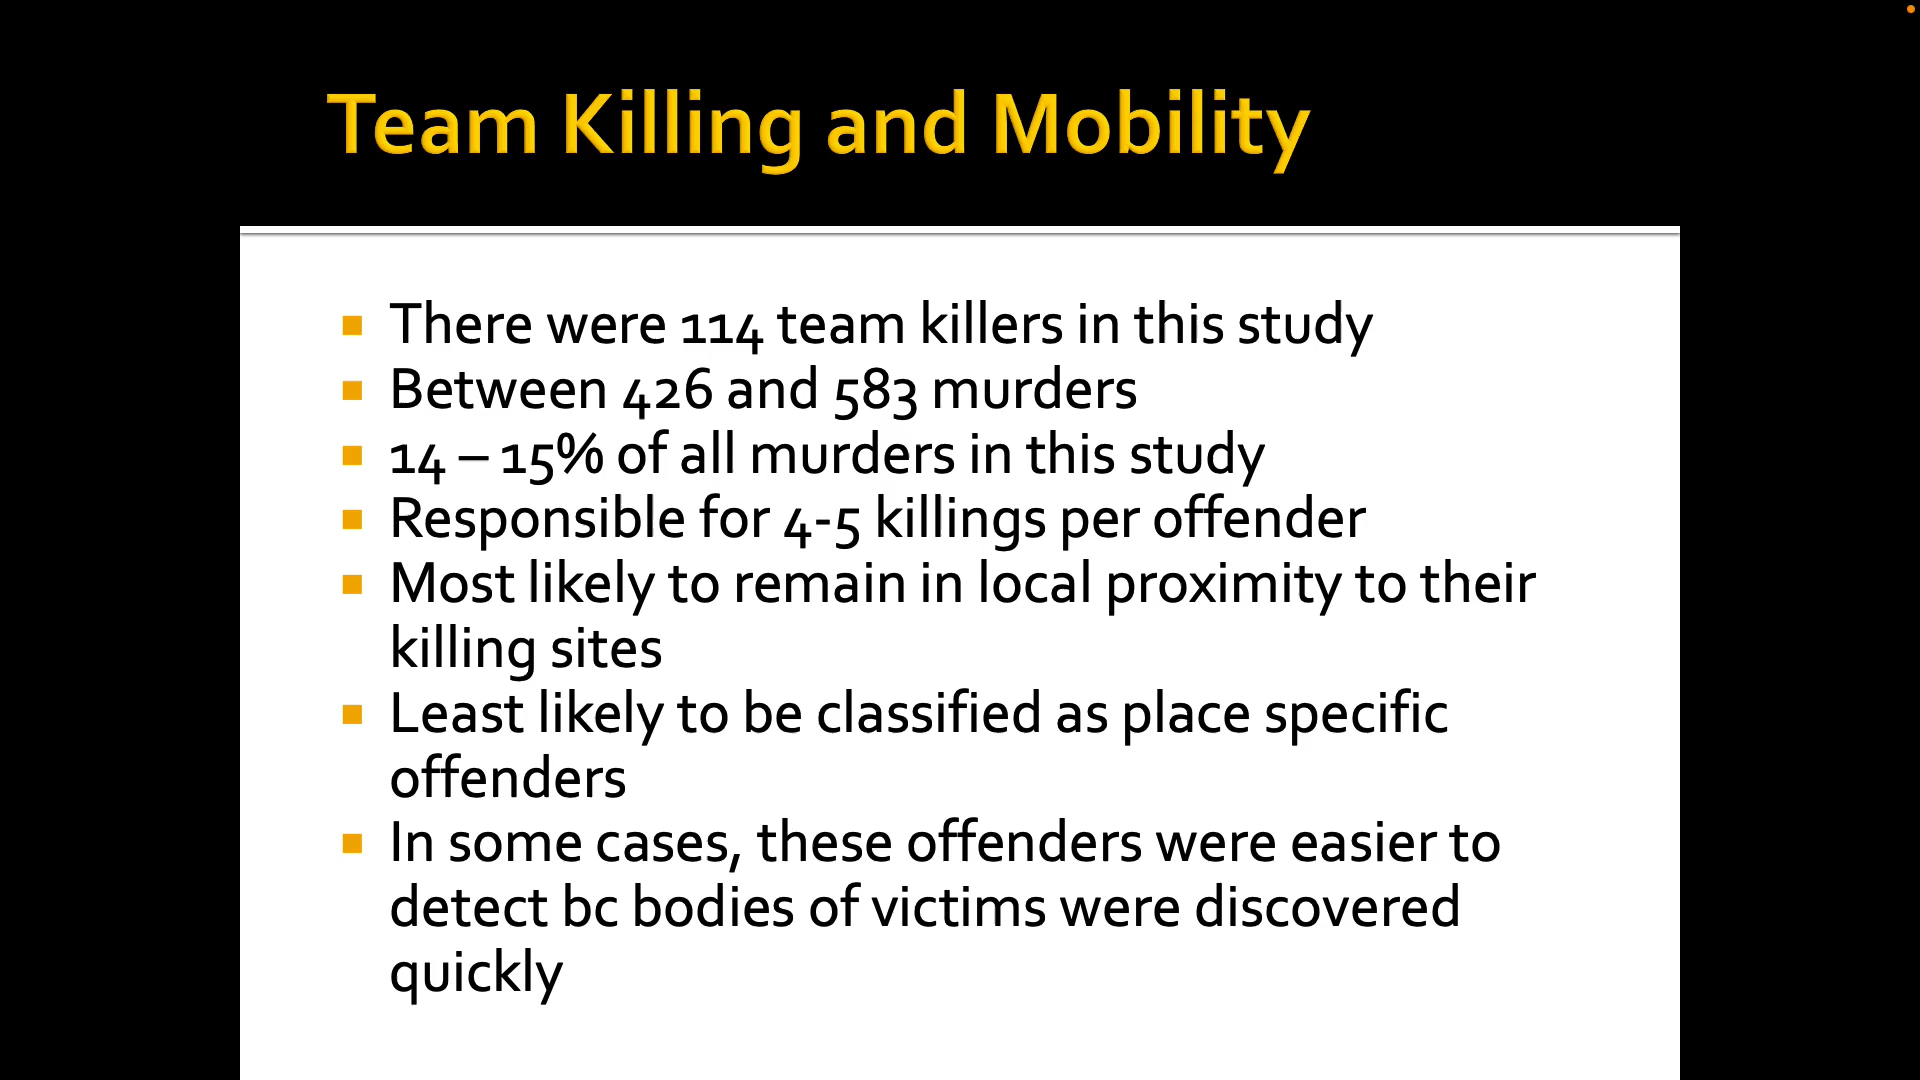 Team Killing and Mobility
There were 114 team killers in this study
Between 426 and 583 murders
14 – 15% of all murders in this study
Responsible for 4-5 killings per offender
Most likely to remain in local proximity to their
killing sites
Least likely to be classified as place specific
offenders
In some cases, these offenders were easier to
detect bc bodies of victims were discovered
quickly